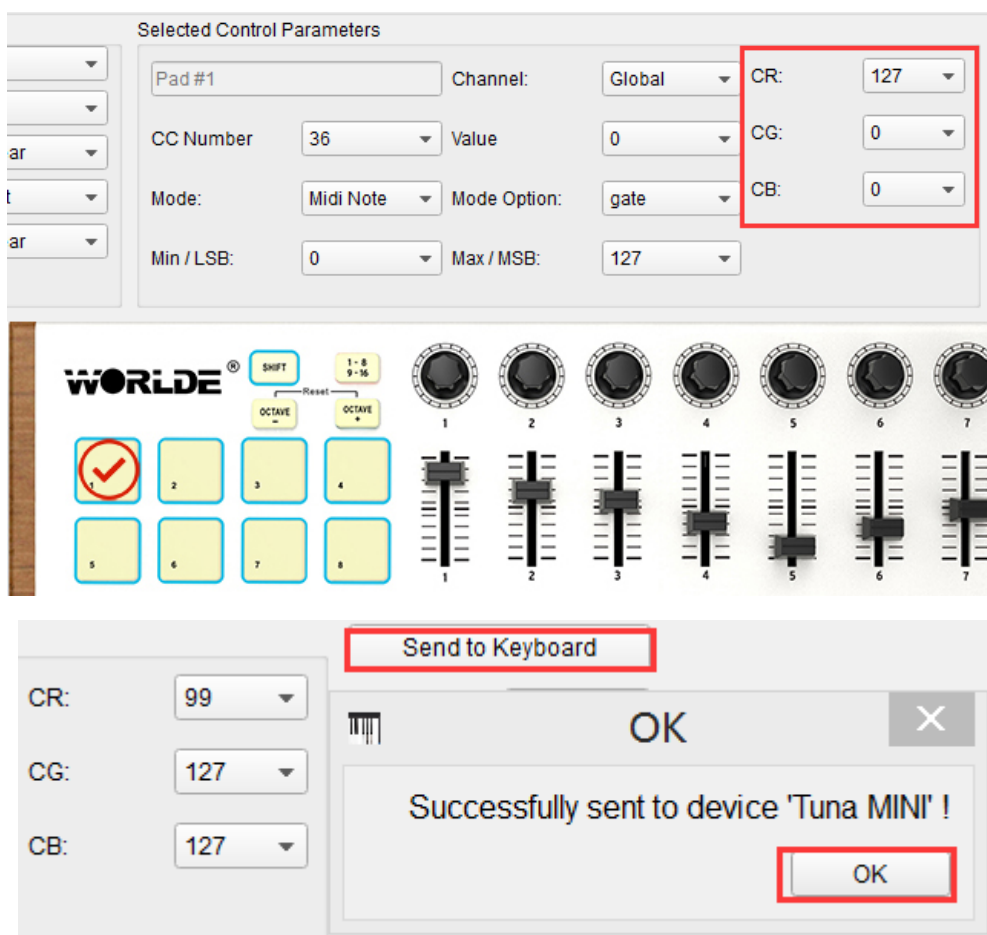 Selected Control Parameters
Pad #1 Channel: Global CR: 127
CC Number 36 Value 0 CG: 0
ar
Mode: Midi Note Mode Option: gate CB: 0
t
ar
Min / LSB: 0 Max / MSB: 127
WORLDE ® SHIFT 1 - 8
9 - 16
Reset
OCTAVE
- OCTAVE
+
1 2 3 4 5 6 7
1 2 3 4
5 6 7 8
1 2 3 4 5 6 7
Send to Keyboard
CR: 99
OK
CG: 127
Successfully sent to device 'Tuna MINI' !
CB: 127
OK